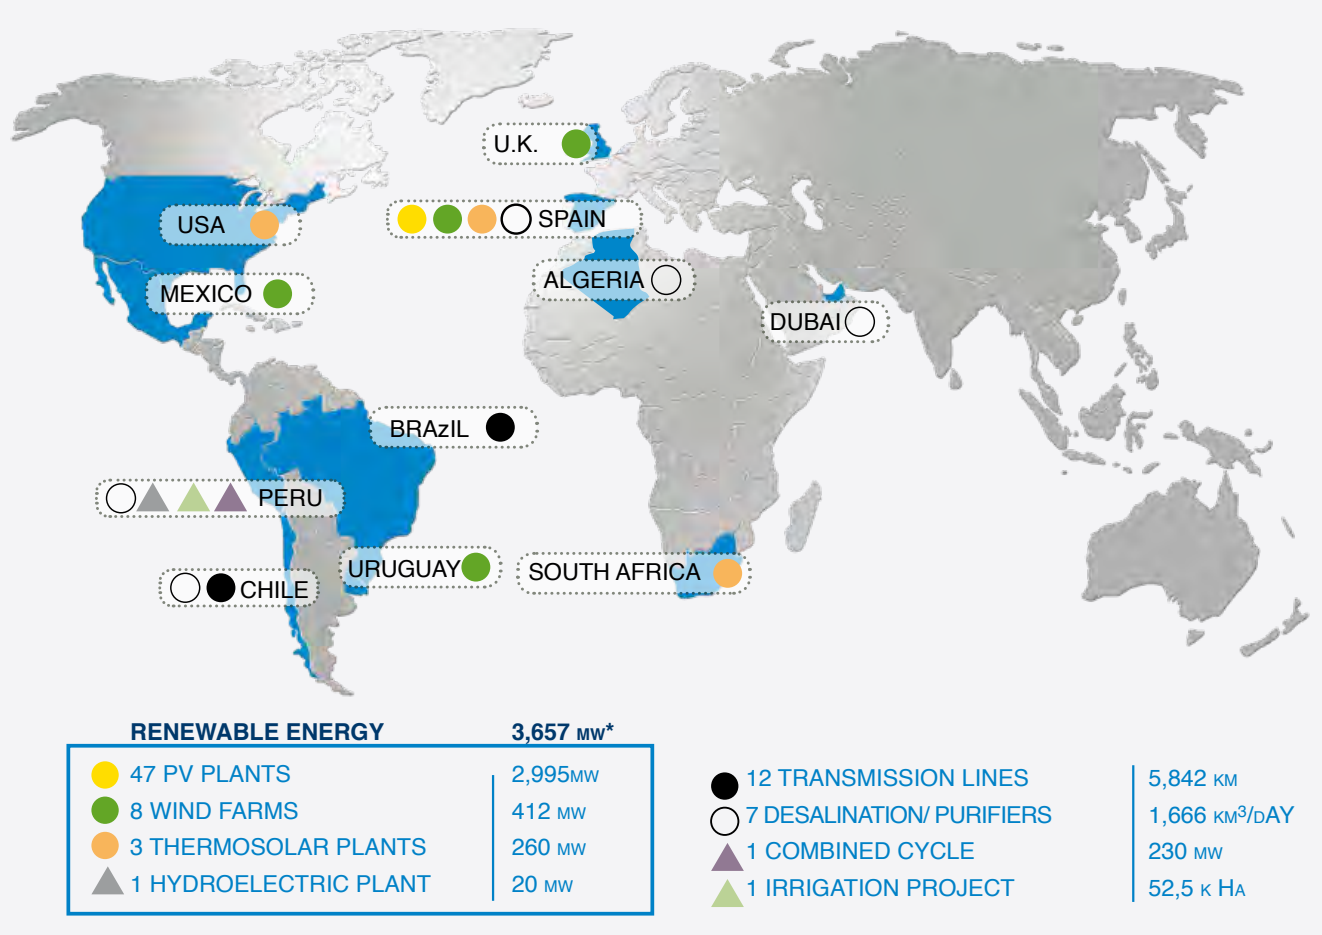 U.K.
USA
SPAIN
MEXICO
ALGERIA
DUBAI
BRAzIL
PERU
URUGUAY
SOUTH AFRICA
CHILE
RENEWABLE ENERGY 3,657 MW*
47 PV PLANTS 2,995MW
8 WIND FARMS 412 MW
3 THERMOSOLAR PLANTS 260 MW
1 HYDROELECTRIC PLANT 20 MW
12 TRANSMISSION LINES 5,842 KM
7 DESALINATION/ PURIFIERS 1,666 KM³/DAY
1 COMBINED CYCLE 230 MW
1 IRRIGATION PROJECT 52,5 K HA